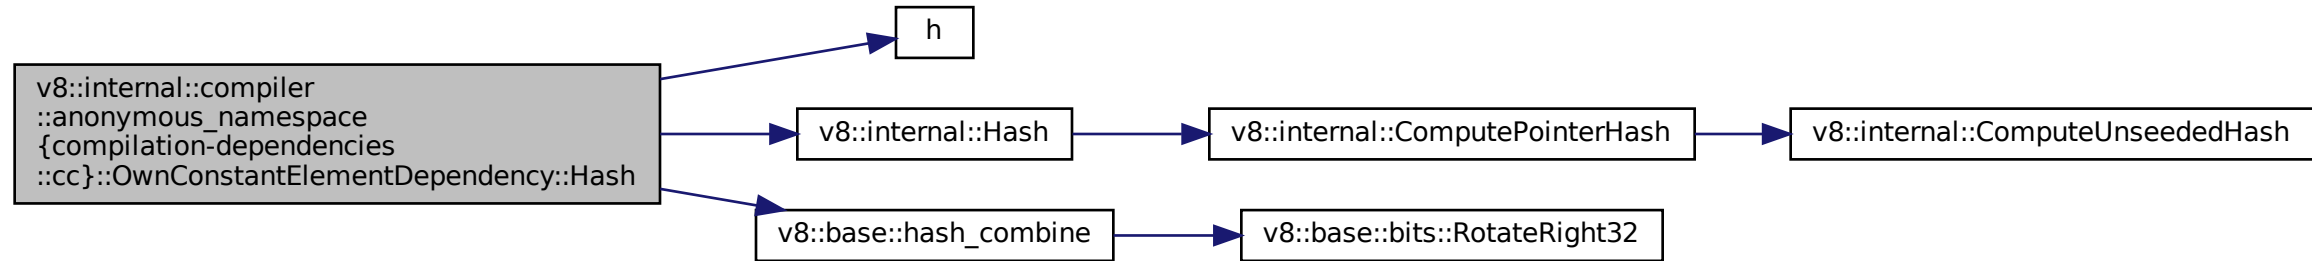 v8::internal::compiler
::anonymous_namespace
{compilation-dependencies
::cc}::OwnConstantElementDependency::Hash
h
v8::internal::Hash
v8::internal::ComputePointerHash
v8::internal::ComputeUnseededHash
v8::base::hash_combine
v8::base::bits::RotateRight32